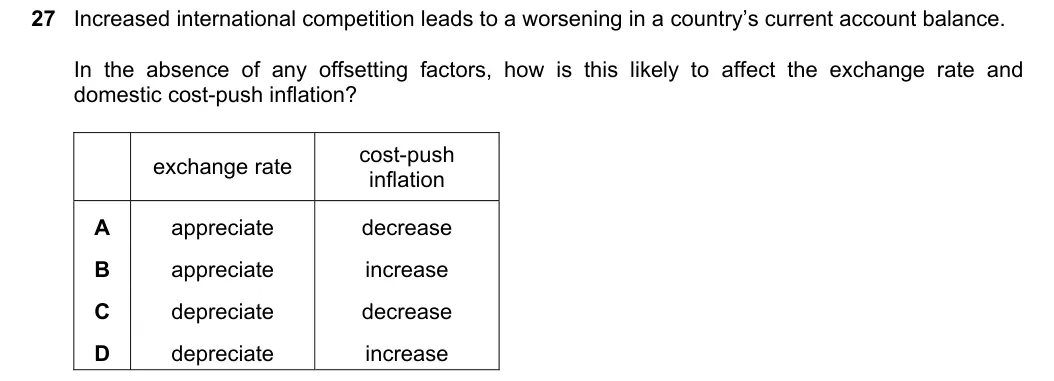 27 Increased international competition leads to a worsening in a country's current account balance.
In the absence of any offsetting factors, how is this likely to affect the exchange rate and
domestic cost-push inflation?
exchange rate
cost-push
inflation
A appreciate decrease
B appreciate increase
C depreciate decrease
D depreciate increase